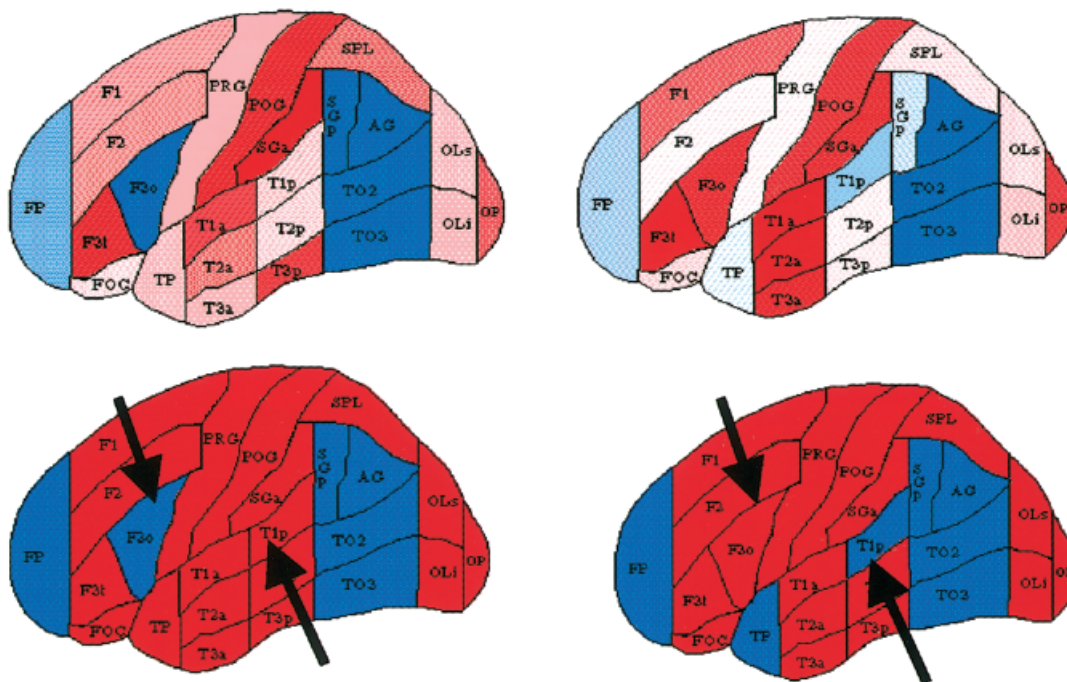 SPL
F1
PRG
POG
F2
SGp
AG
FP
F3o
SGa
T1p
TO2
OLs
F3t
T1a
T2p
TO3
OP
OLi
FOC
TP
T2a
T3p
T3a
SPL
F1
PRG
POG
F2
SGp
AG
FP
F3o
SGa
T1p
TO2
OLs
F3t
T1a
T2p
TO3
OP
OLi
FOC
TP
T2a
T3p
T3a
SPL
F1
PRG
POG
F2
SGp
AG
FP
F3o
SGa
T1p
TO2
OLs
F3t
T1a
TO3
OP
OLi
FOC
TP
T2a
T3p
T3a
SPL
F1
PRG
POG
F2
SGp
AG
FP
F3o
SGa
T1p
TO2
OLs
F3t
T1a
TO3
OLi
FOC
TP
T2a
T3p
T3a